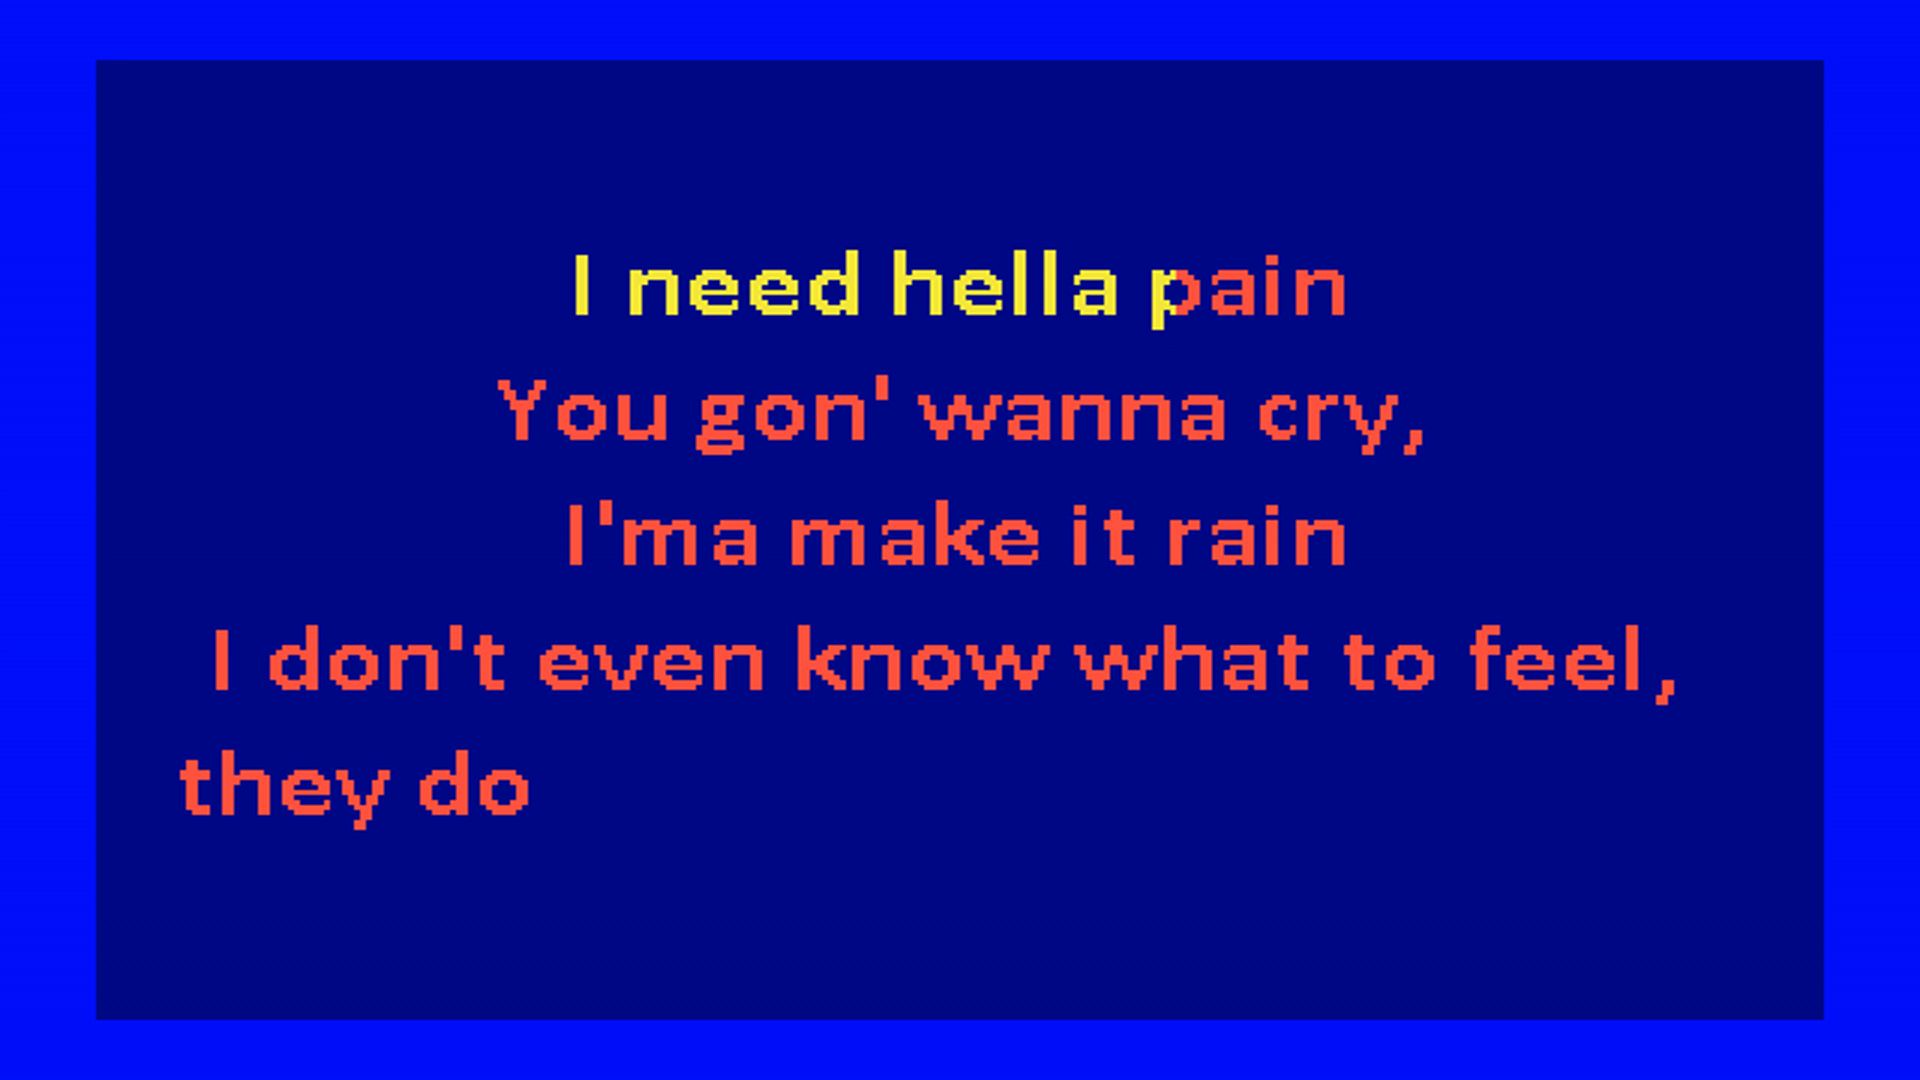 I need hella pain
You gon' wanna cry,
I'ma make it rain
I don't even know what to feel,
they do